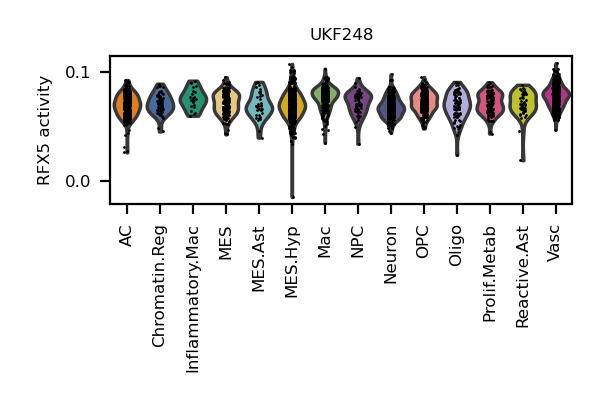 UKF248
RFX5 activity
0.1
0.0
AC
Chromatin.Reg
Inflammatory.Mac
MES
MES.Ast
MES.Hyp
Mac
NPC
Neuron
OPC
Oligo
Prolif.Metab
Reactive.Ast
Vasc